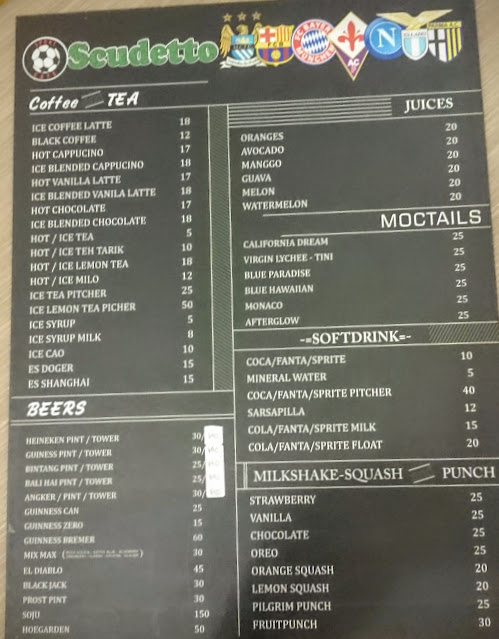 Scudetto
Coffee TEA
ICE COFFEE LATTE 18
BLACK COFFEE 12
HOT CAPPUCINO 17
ICE BLENDED CAPPUCINO 18
HOT VANILLA LATTE 17
ICE BLENDED VANILA LATTE 18
HOT CHOCOLATE 17
ICE BLENDED CHOCOLATE 18
HOT / ICE TEA 5
HOT / ICE TEH TARIK 10
HOT / ICE LEMON TEA 18
HOT / ICE MILO 12
ICE TEA PITCHER 25
ICE LEMON TEA PICHER 50
ICE SYRUP 5
ICE SYRUP MILK 8
ICE CAO 10
ES DOGER 15
ES SHANGHAI 15
BEERS
HEINEKEN PINT / TOWER 30/
GUINESS PINT / TOWER 30/
BINTANG PINT / TOWER 25/
BALI HAI PINT / TOWER 25/
ANGKER / PINT / TOWER 30/
GUINNESS CAN 25
GUINNESS ZERO 15
GUINNESS BREMER 60
MIX MAX 30
EL DIABLO 45
BLACK JACK 30
PROST PINT 30
SOJU 150
HOEGARDEN 50
JUICES
ORANGES 20
AVOCADO 20
MANGGO 20
GUAVA 20
MELON 20
WATERMELON 20
MOCTAILS
CALIFORNIA DREAM 25
VIRGIN LYCHEE - TINI 25
BLUE PARADISE 25
BLUE HAWAIIAN 25
MONACO 25
AFTERGLOW 25
-=SOFTDRINK=-
COCA/FANTA/SPRITE 10
MINERAL WATER 5
COCA/FANTA/SPRITE PITCHER 40
SARSAPILLA 12
COLA/FANTA/SPRITE MILK 15
COLA/FANTA/SPRITE FLOAT 20
MILKSHAKE-SQUASH PUNCH
STRAWBERRY 25
VANILLA 25
CHOCOLATE 25
OREO 25
ORANGE SQUASH 20
LEMON SQUASH 20
PILGRIM PUNCH 25
FRUITPUNCH 30